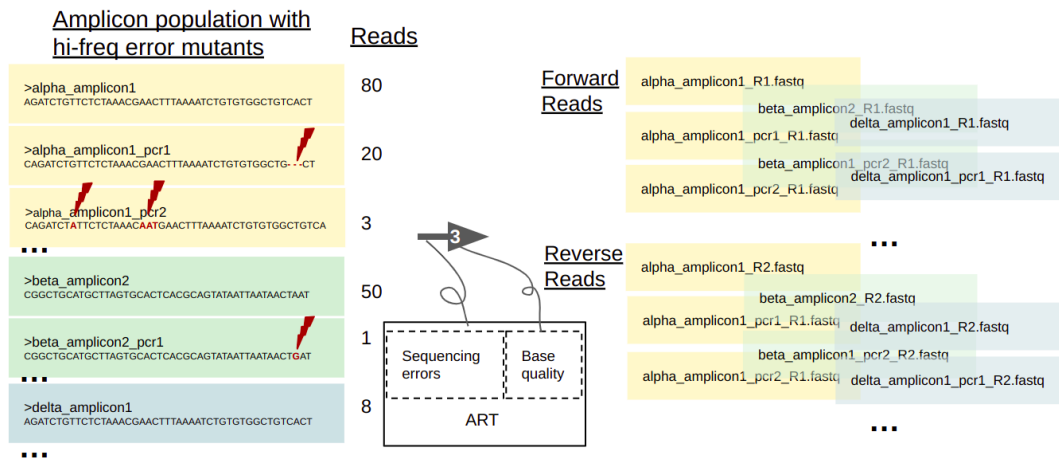 Amplicon population with
hi-freq error mutants
Reads
>alpha_amplicon1
AGATCTGTTCTCTAAACGAACTTTAAAATCTGTGTGGCTGTCACT
80
>alpha_amplicon1_pcr1
CAGATCTGTTCTCTAAACGAACTTTAAAATCTGTGTGGCTG---CT
20
>alpha_amplicon1_pcr2
CAGATCTATTCTCTAAACAATGAACTTTAAAATCTGTGTGGCTGTCA
3
...
>beta_amplicon2
CGGCTGCATGCTTAGTGCACTCACGCAGTATAATTAATAACTAAT
50
>beta_amplicon2_pcr1
CGGCTGCATGCTTAGTGCACTCACGCAGTATAATTAATAACTGAT
1
...
>delta_amplicon1
AGATCTGTTCTCTAAACGAACTTTAAAATCTGTGTGGCTGTCACT
8
...
3
Sequencing
errors
Base
quality
ART
Forward
Reads
alpha_amplicon1_R1.fastq
beta_amplicon2_R1.fastq
delta_amplicon1_R1.fastq
alpha_amplicon1_pcr1_R1.fastq
beta_amplicon1_pcr2_R1.fastq
delta_amplicon1_pcr1_R1.fastq
alpha_amplicon1_pcr2_R1.fastq
...
Reverse
Reads
alpha_amplicon1_R2.fastq
beta_amplicon2_R2.fastq
delta_amplicon1_R2.fastq
alpha_amplicon1_pcr1_R1.fastq
beta_amplicon1_pcr2_R2.fastq
delta_amplicon1_pcr1_R2.fastq
alpha_amplicon1_pcr2_R2.fastq
...